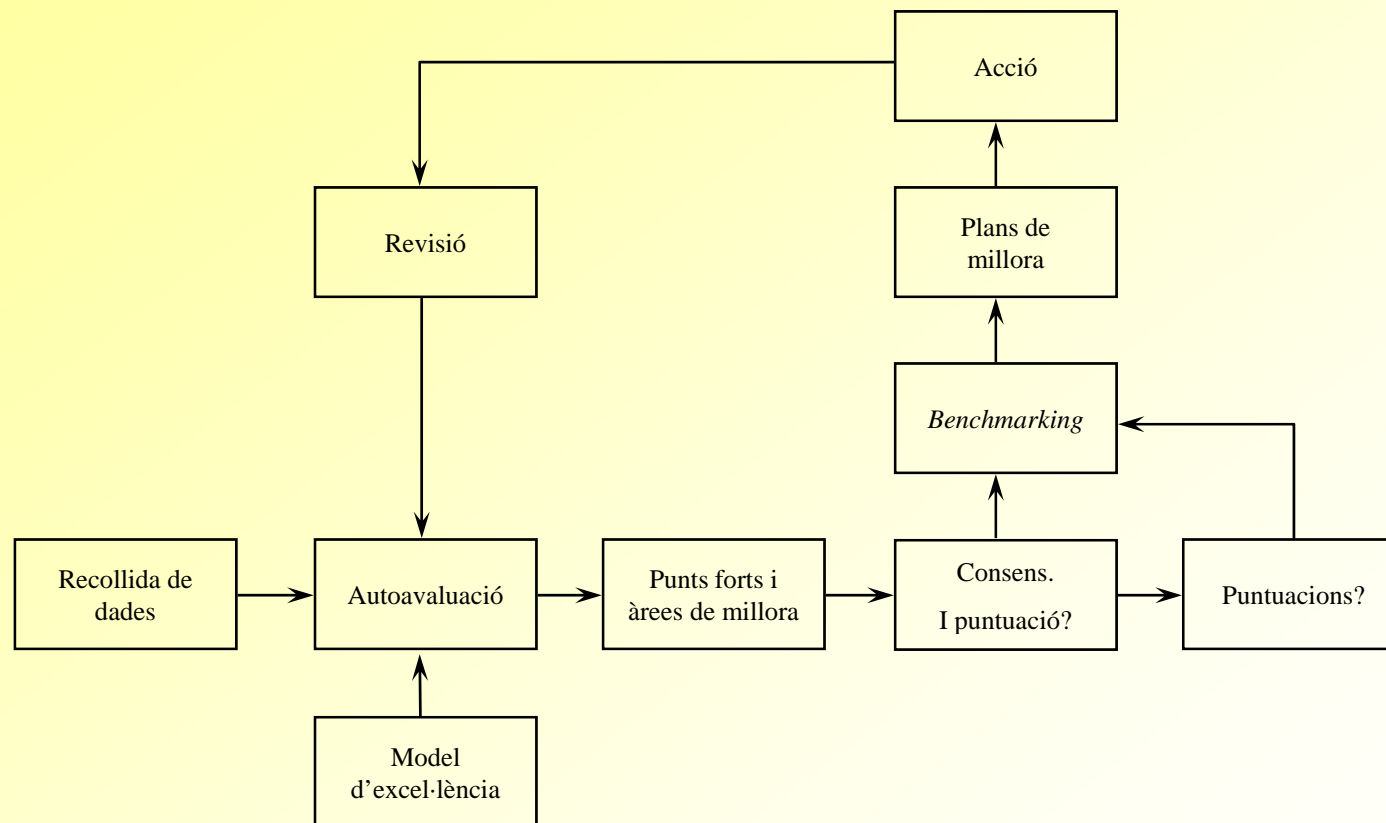 Acció
Revisió
Plans de
millora
Benchmarking
Recollida de
dades
Autoavaluació
Punts forts i
àrees de millora
Consens.
I puntuació?
Puntuacions?
Model
d’excel·lència